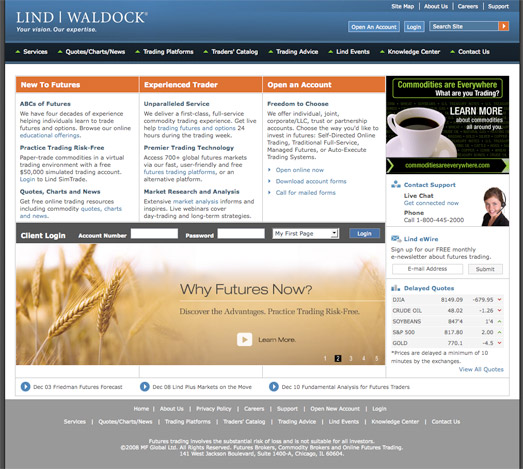 Site Map | About Us | Careers | Support
LIND | WALDOCK®
Your vision. Our expertise.
Open An Account
Login
Search Site
Services
Quotes/Charts/News
Trading Platforms
Traders' Catalog
Trading Advice
Lind Events
Knowledge Center
Contact Us
New To Futures
ABCs of Futures
We have four decades of experience
helping individuals learn to trade
futures and options. Browse our online
educational offerings.
Practice Trading Risk-Free
Paper-trade commodities in a virtual
trading environment with a free
$50,000 simulated trading account.
Login to Lind SimTrade.
Quotes, Charts and News
Get free online trading resources
including commodity quotes, charts
and news.
Experienced Trader
Unparalleled Service
We deliver a first-class, full-service
commodity trading experience. Get live
help trading futures and options 24
hours during the trading week.
Premier Trading Technology
Access 700+ global futures markets
via our fast, user-friendly and free
futures trading platforms, or an
alternative platform.
Market Research and Analysis
Extensive market analysis informs and
inspires. Live webinars cover
day-trading and long-term strategies.
Open an Account
Freedom to Choose
We offer individual, joint,
corporate/LLC, trust or partnership
accounts. Choose the way you'd like to
invest in futures: Self-Directed Online
Trading, Traditional Full-Service,
Managed Futures, or Auto-Execute
Trading Systems.
Open online now
Download account forms
Call for mailed forms
Commodities are Everywhere
What are you Trading?
LEARN MORE
about commodities
all around you.
commoditiesareeverywhere.com
Contact Support
Live Chat
Get connected now
Phone
Call 1-800-445-2000
Client Login
Account Number
Password
My First Page
Login
Why Futures Now?
Discover the Advantages. Practice Trading Risk-Free.
Learn More.
1 2 3 4 5
Lind eWire
Sign up for our FREE monthly
e-newsletter about futures trading.
E-mail Address
Submit
Delayed Quotes
DJIA 8149.09 -679.95
CRUDE OIL 48.02 -1.26
SOYBEANS 847'4 1'4
S&P 500 817.80 2.00
GOLD 770.1 -4.5
*Prices are delayed a minimum of 10
minutes by the exchanges.
View All Quotes
Dec 03 Friedman Futures Forecast
Dec 08 Lind Plus Markets on the Move
Dec 10 Fundamental Analysis for Futures Traders
Home | About Us | Privacy Policy | Careers | Support | Open New Account | Login
Services | Quotes/Charts/News | Trading Platforms | Traders' Catalog | Trading Advice | Lind Events | Knowledge Center | Contact Us
Futures trading involves the substantial risk of loss and is not suitable for all investors.
©2008 MF Global Ltd. All Rights Reserved. Futures Brokers, Commodity Brokers and Online Futures Trading.
141 West Jackson Boulevard, Suite 1400-A, Chicago, IL 60604.